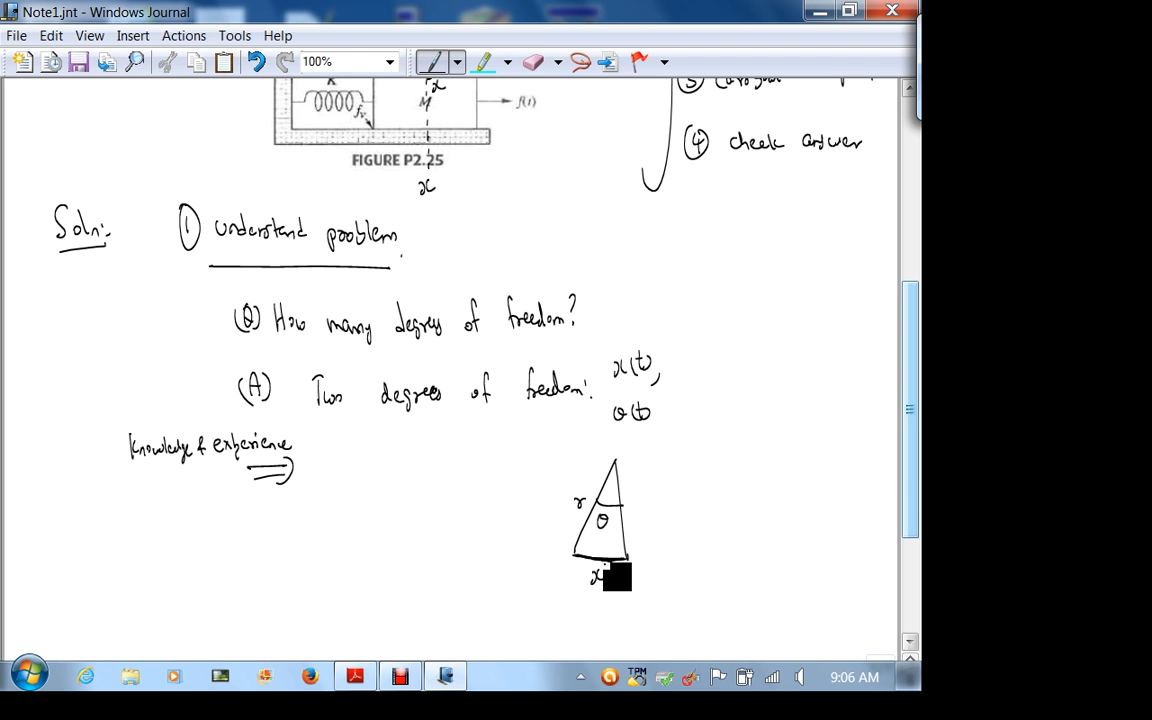 Note1.jnt - Windows Journal
File Edit View Insert Actions Tools Help
100%
K
x
M
f(t)
fv
FIGURE P2.25
x
④ check answer
Soln:
① understand problem.
(Q) How many degrees of freedom?
(A) Two degrees of freedom: x(t),
θ(t)
Knowledge & experience
r
θ
x
9:06 AM